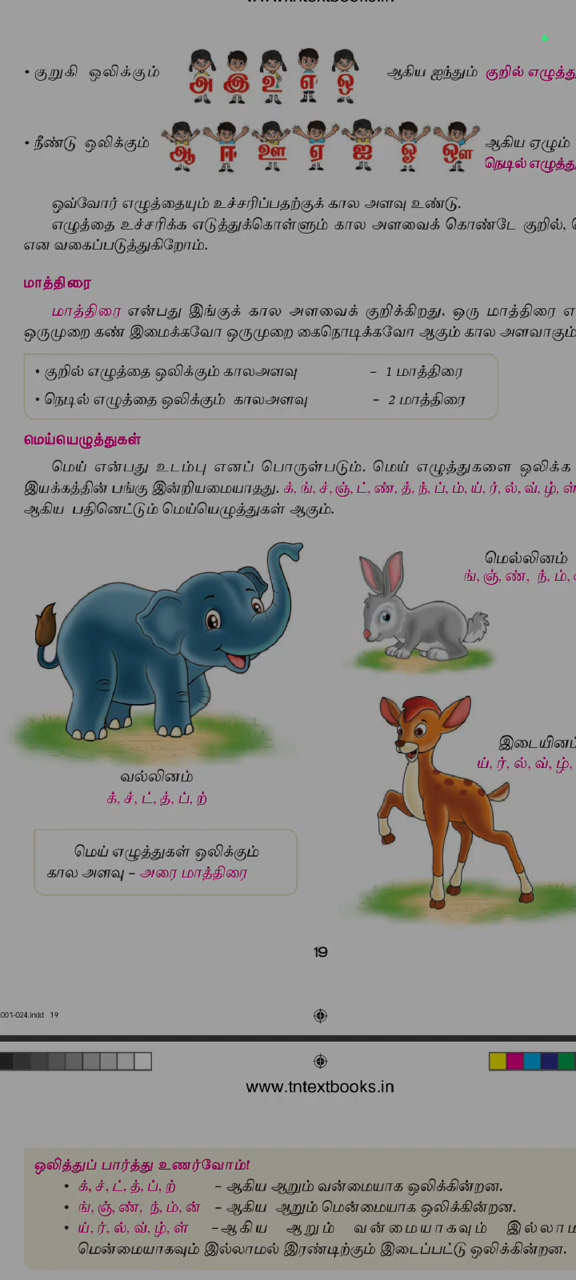 • குறுகி ஒலிக்கும் அ இ உ எ ஒ ஆகிய ஐந்தும் குறில்
• நீண்டு ஒலிக்கும் ஆ ஈ ஊ ஏ ஐ ஓ ஔ ஆகிய ஏழும்
நெடில்
ஒவ்வோர் எழுத்தையும் உச்சரிப்பதற்குக் கால அளவு உண்டு.
எழுத்தை உச்சரிக்க எடுத்துக்கொள்ளும் கால அளவைக் கொண்டே குறில்,
என வகைப்படுத்துகிறோம்.
மாத்திரை
மாத்திரை என்பது இங்குக் கால அளவைக் குறிக்கிறது. ஒரு மாத்திரை
ஒருமுறை கண் இமைக்கவோ ஒருமுறை கைநொடிக்கவோ ஆகும் கால அளவாகும்
• குறில் எழுத்தை ஒலிக்கும் காலஅளவு – 1 மாத்திரை
• நெடில் எழுத்தை ஒலிக்கும் காலஅளவு – 2 மாத்திரை
மெய்யெழுத்துகள்
மெய் என்பது உடம்பு எனப் பொருள்படும். மெய் எழுத்துகளை ஒலிக்க
இயக்கத்தின் பங்கு இன்றியமையாதது. க், ங், ச், ஞ், ட், ண், த், ந், ப், ம், ய், ர், ல், வ், ழ், ள்
ஆகிய பதினெட்டும் மெய்யெழுத்துகள் ஆகும்.
மெல்லினம்
ங், ஞ், ண், ந், ம்,
இடையினம்
ய், ர், ல், வ், ழ்,
வல்லினம்
க், ச், ட், த், ப், ற்
மெய் எழுத்துகள் ஒலிக்கும்
கால அளவு – அரை மாத்திரை
19
001-024.indd 19
www.tntextbooks.in
ஒலித்துப் பார்த்து உணர்வோம்!
• க், ச், ட், த், ப், ற் – ஆகிய ஆறும் வன்மையாக ஒலிக்கின்றன.
• ங், ஞ், ண், ந், ம், ன் – ஆகிய ஆறும் மென்மையாக ஒலிக்கின்றன.
• ய், ர், ல், வ், ழ், ள் – ஆகிய ஆறும் வன்மையாகவும்
மென்மையாகவும் இல்லாமல் இரண்டிற்கும் இடைப்பட்டு ஒலிக்கின்றன.